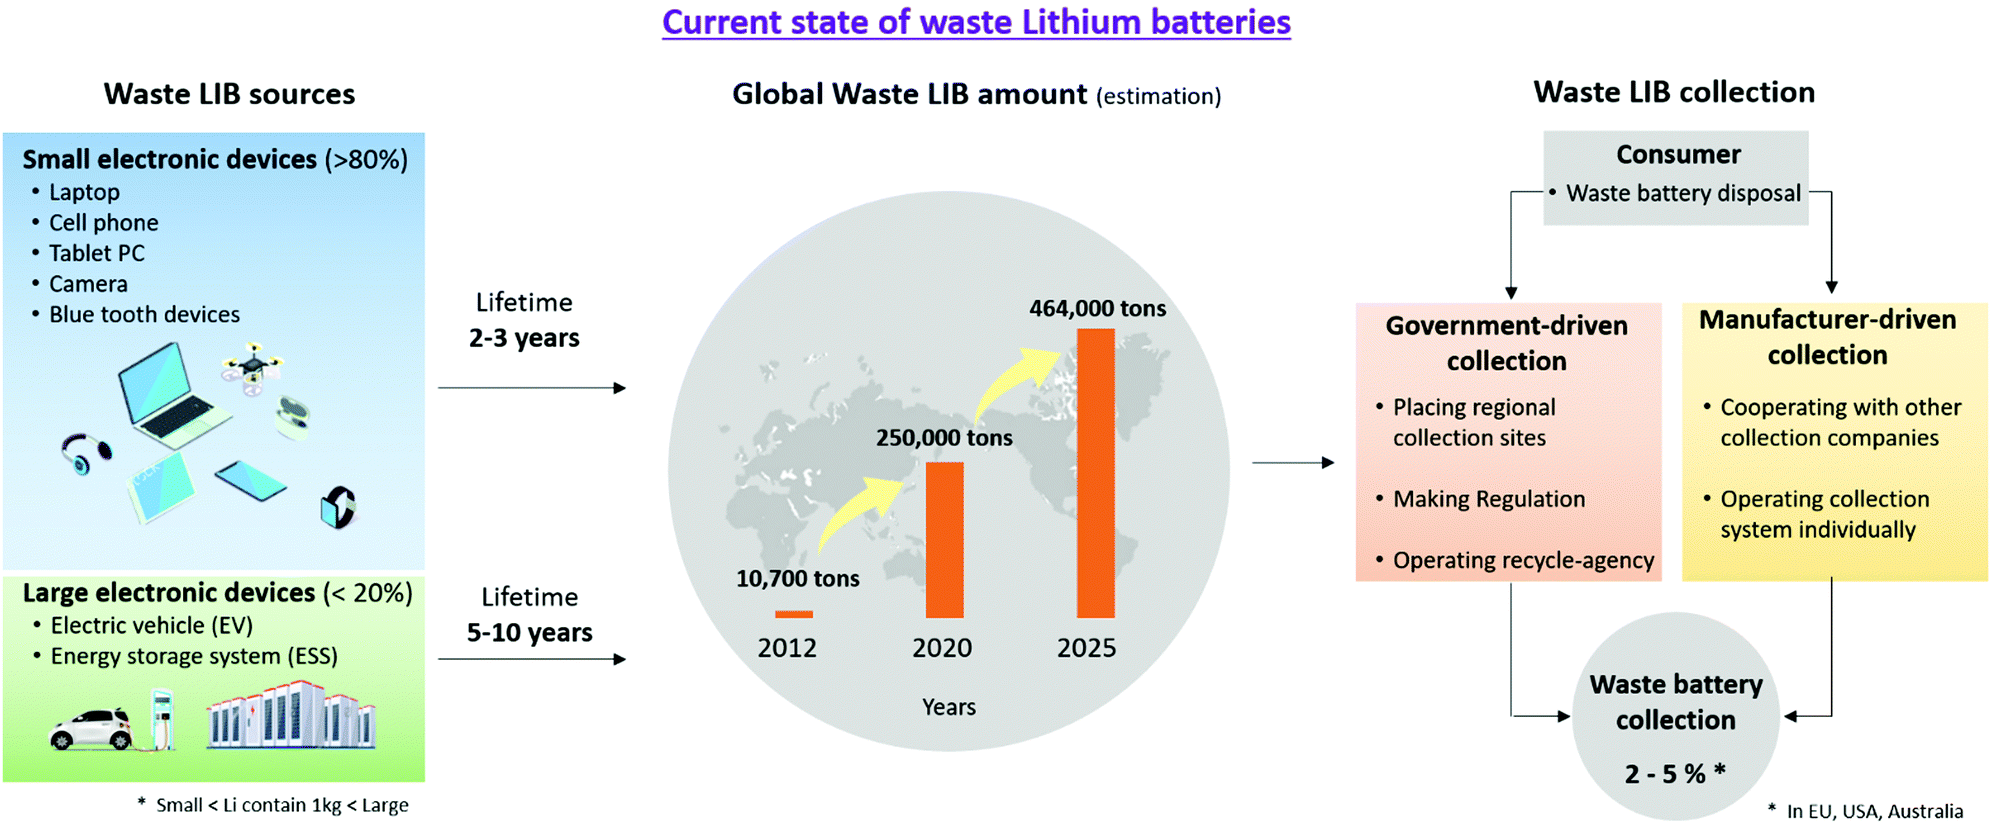 Current state of waste Lithium batteries
Waste LIB sources
Small electronic devices (>80%)
• Laptop
• Cell phone
• Tablet PC
• Camera
• Blue tooth devices
Large electronic devices (< 20%)
• Electric vehicle (EV)
• Energy storage system (ESS)
* Small < Li contain 1kg < Large
Lifetime
2-3 years
Lifetime
5-10 years
Global Waste LIB amount (estimation)
464,000 tons
250,000 tons
10,700 tons
2012
2020
2025
Years
Waste LIB collection
Consumer
• Waste battery disposal
Government-driven
collection
• Placing regional
collection sites
• Making Regulation
• Operating recycle-agency
Manufacturer-driven
collection
• Cooperating with other
collection companies
• Operating collection
system individually
Waste battery
collection
2 - 5 % *
* In EU, USA, Australia